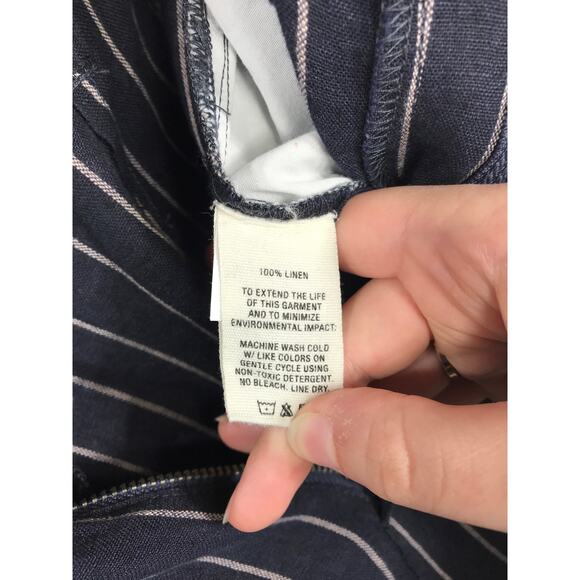 100% LINEN
TO EXTEND THE LIFE
OF THIS GARMENT
AND TO MINIMIZE
ENVIRONMENTAL IMPACT:
MACHINE WASH COLD
W/ LIKE COLORS ON
GENTLE CYCLE USING
NON-TOXIC DETERGENT.
NO BLEACH. LINE DRY.